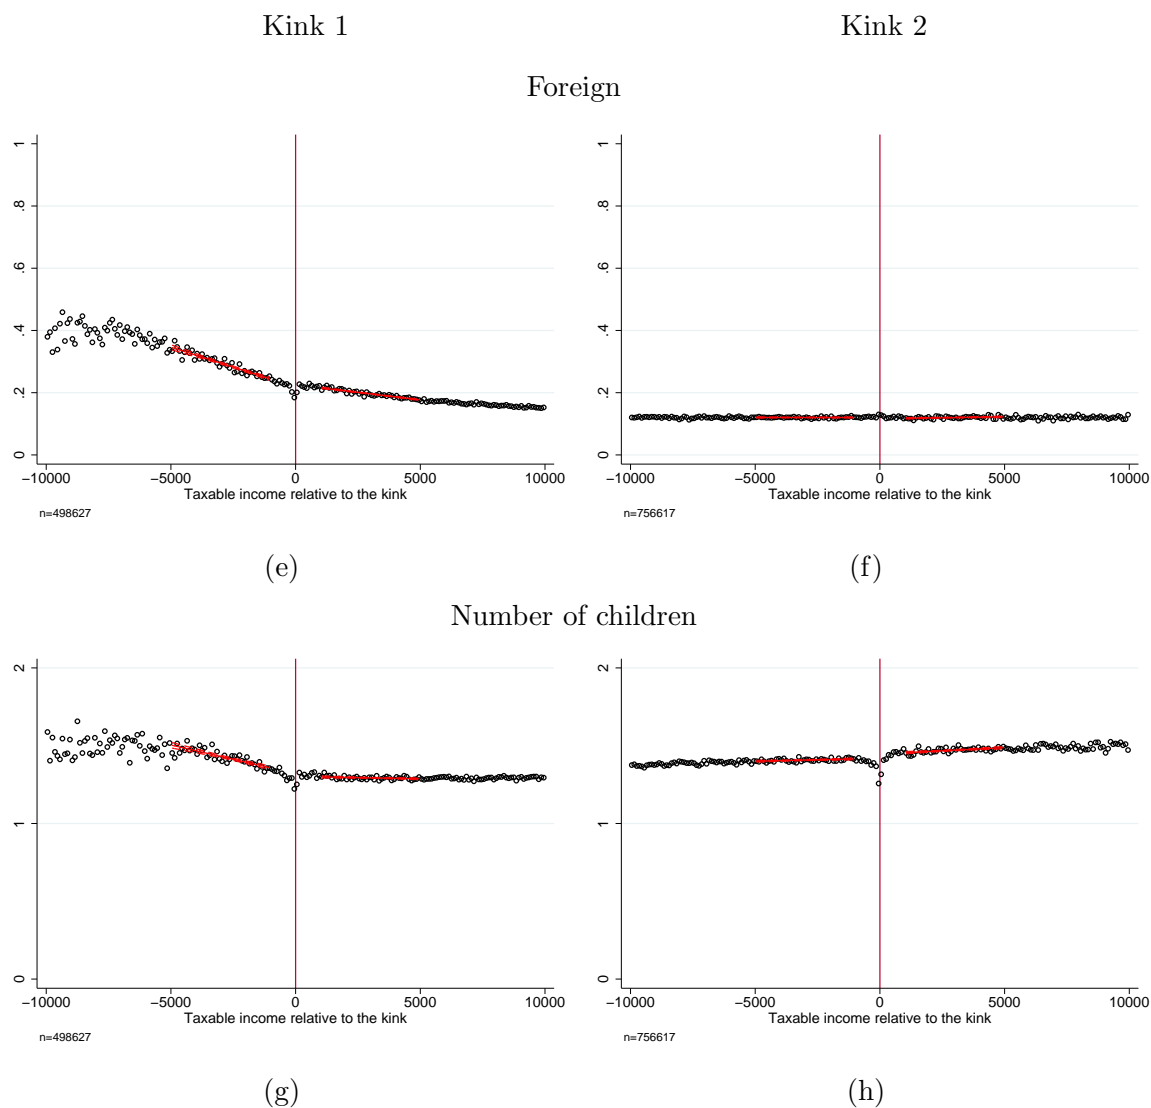 Kink 1 Kink 2
Foreign
1 1
.8 .8
.6 .6
.4 .4
.2 .2
0 0
−10000 −5000 0 5000 10000 −10000 −5000 0 5000 10000
Taxable income relative to the kink Taxable income relative to the kink
n=498627 n=756617
(e) (f)
Number of children
2 2
1 1
0 0
−10000 −5000 0 5000 10000 −10000 −5000 0 5000 10000
Taxable income relative to the kink Taxable income relative to the kink
n=498627 n=756617
(g) (h)